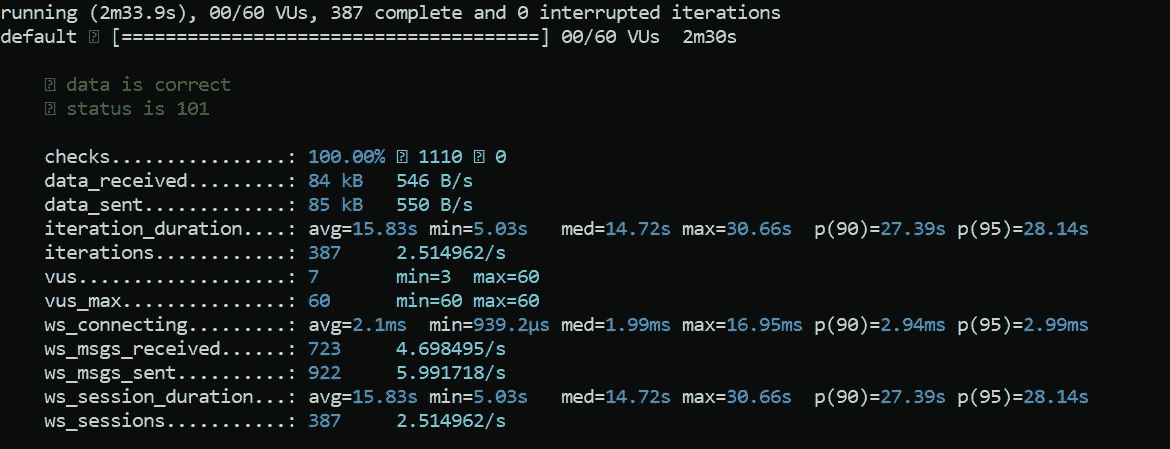 running (2m33.9s), 00/60 VUs, 387 complete and 0 interrupted iterations
default [======================================] 00/60 VUs  2m30s
data is correct
status is 101
checks................: 100.00% 1110 0
data_received.........: 84 kB   546 B/s
data_sent.............: 85 kB   550 B/s
iteration_duration....: avg=15.83s min=5.03s   med=14.72s max=30.66s  p(90)=27.39s p(95)=28.14s
iterations............: 387     2.514962/s
vus...................: 7       min=3  max=60
vus_max...............: 60      min=60 max=60
ws_connecting.........: avg=2.1ms  min=939.2µs med=1.99ms max=16.95ms p(90)=2.94ms p(95)=2.99ms
ws_msgs_received......: 723     4.698495/s
ws_msgs_sent..........: 922     5.991718/s
ws_session_duration...: avg=15.83s min=5.03s   med=14.72s max=30.66s  p(90)=27.39s p(95)=28.14s
ws_sessions...........: 387     2.514962/s